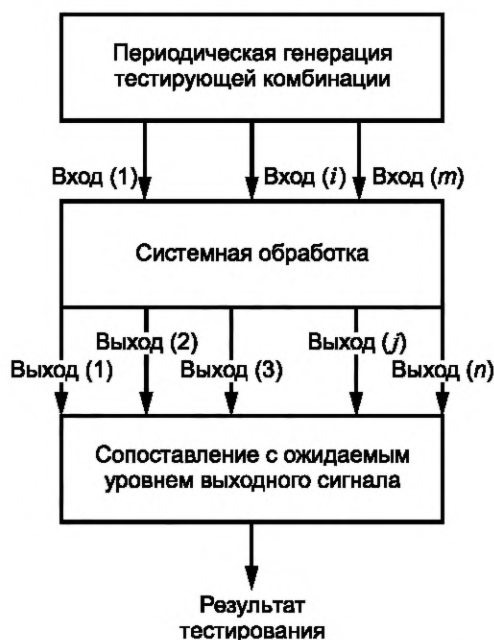 Периодическая генерация
тестирующей комбинации
Вход (1) Вход (i) Вход (m)
Системная обработка
Выход (2) Выход (j)
Выход (1) Выход (3) Выход (n)
Сопоставление с ожидаемым
уровнем выходного сигнала
Результат
тестирования